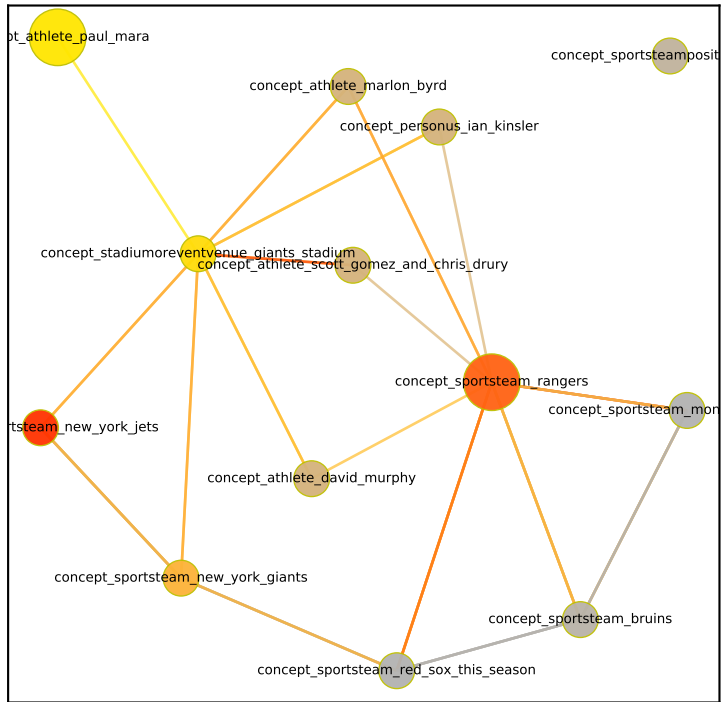 pt_athlete_paul_mara
concept_sportsteamposit
concept_athlete_marlon_byrd
concept_personus_ian_kinsler
concept_stadiumoreventvenue_giants_stadium
concept_athlete_scott_gomez_and_chris_drury
concept_sportsteam_rangers
concept_sportsteam_mon
rtsteam_new_york_jets
concept_athlete_david_murphy
concept_sportsteam_new_york_giants
concept_sportsteam_bruins
concept_sportsteam_red_sox_this_season